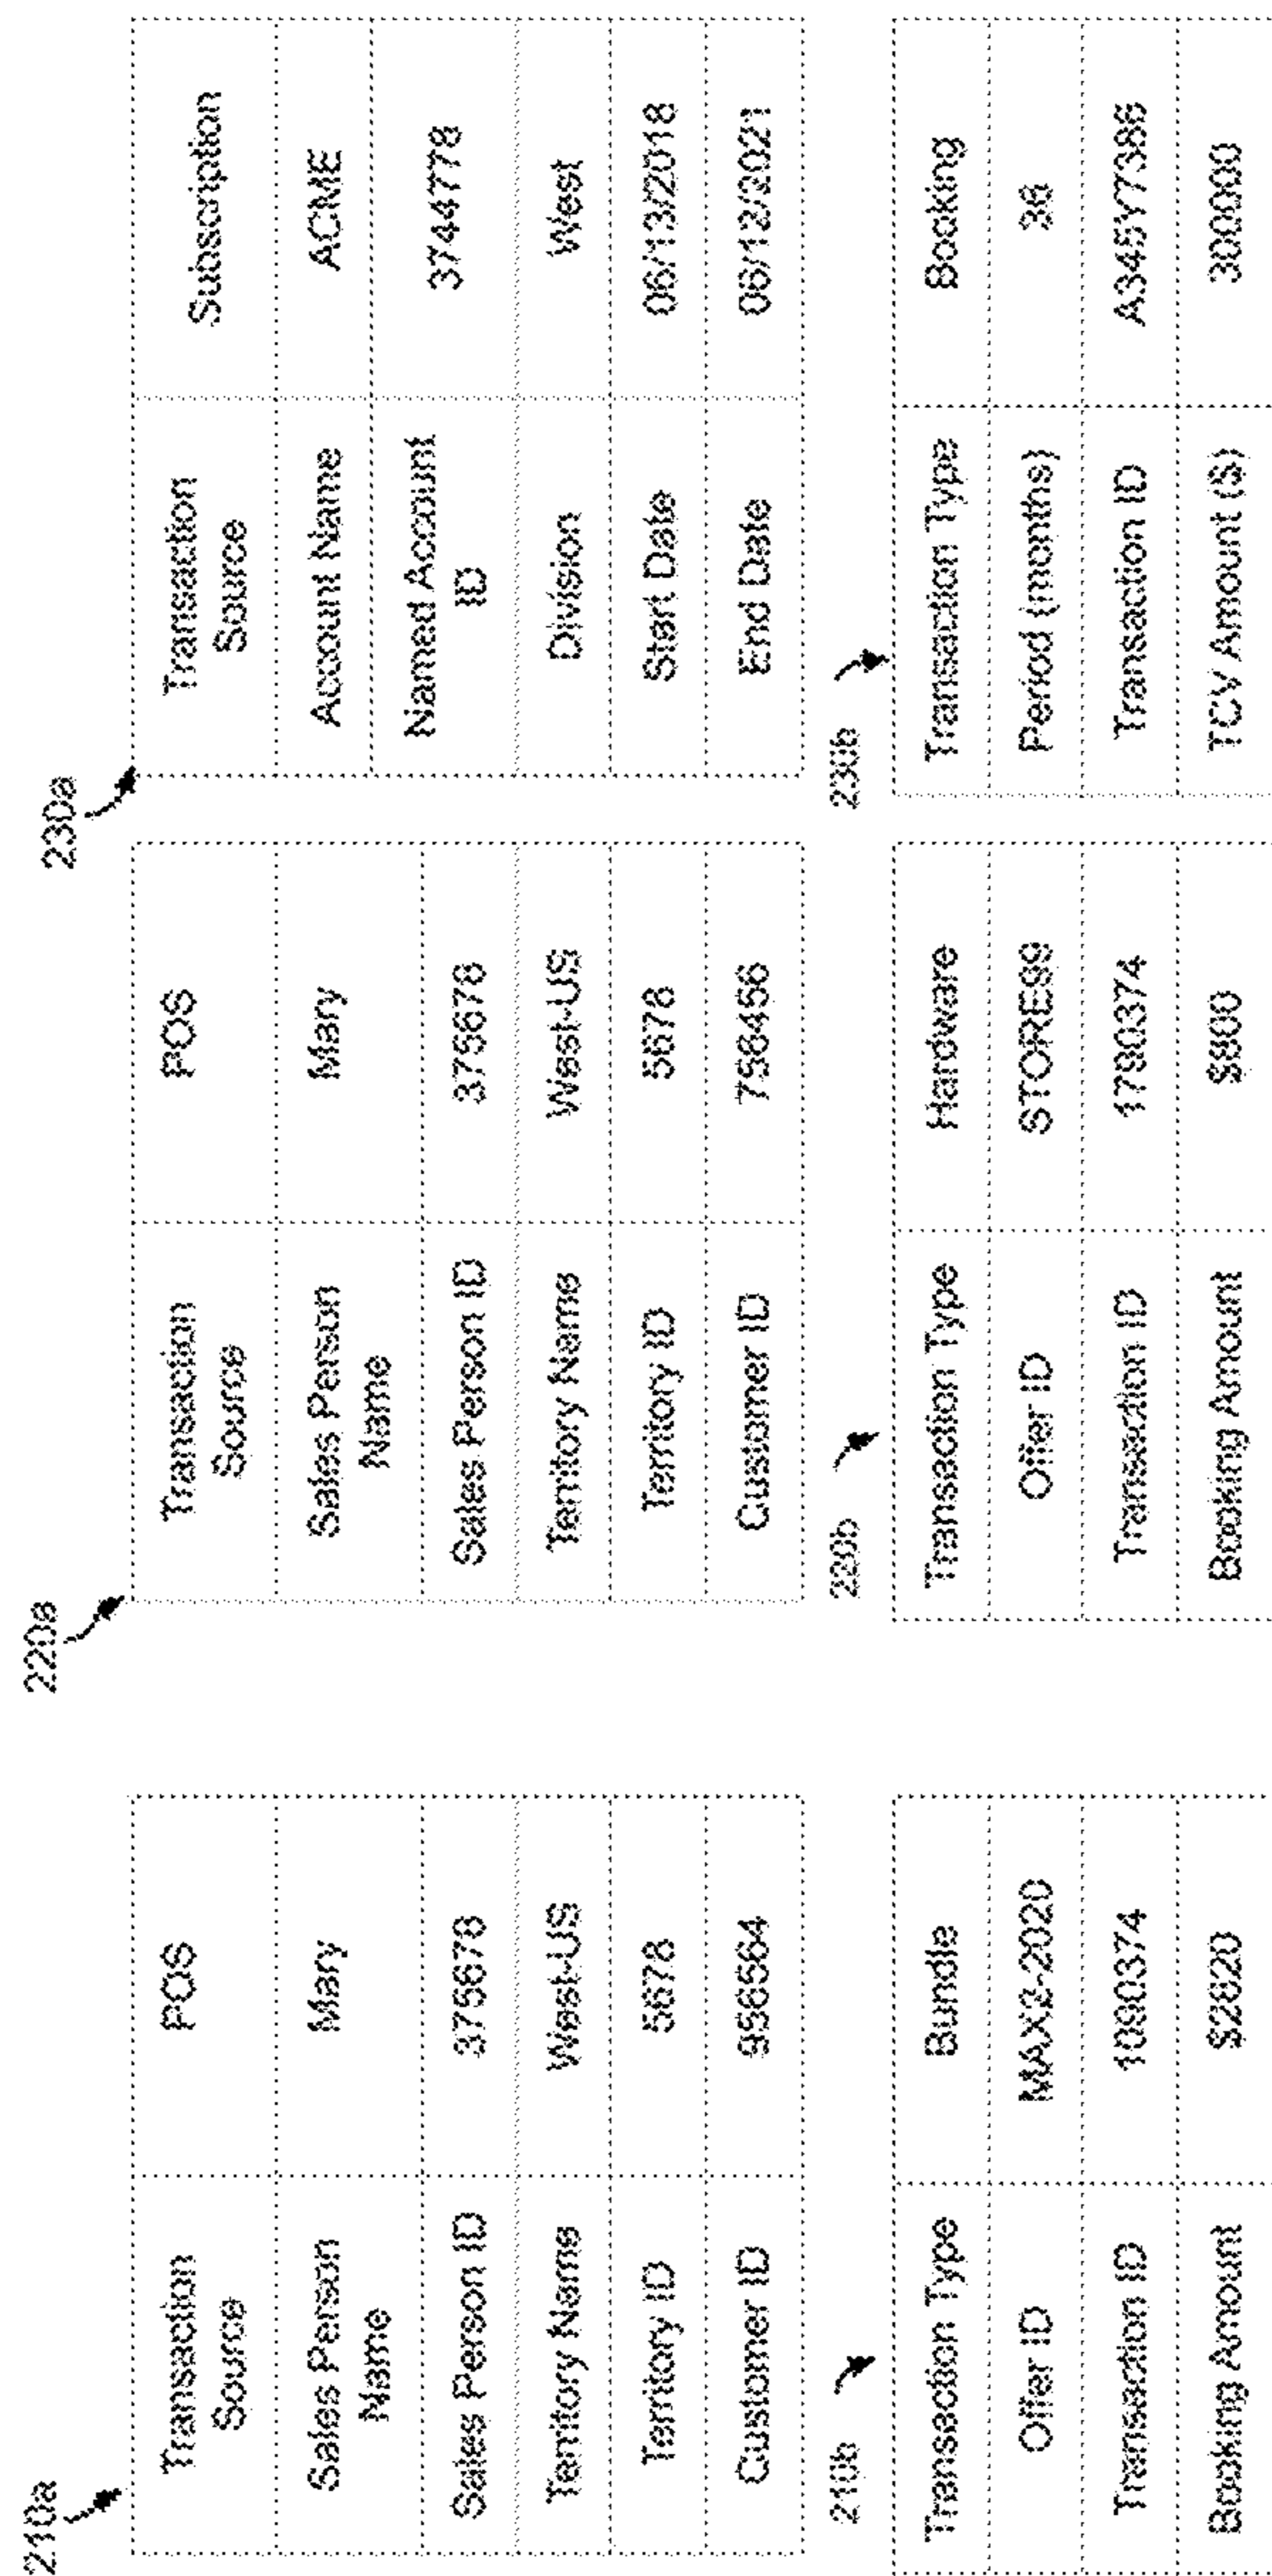 210a
Transaction Source POS
Sales Person Name Mary
Sales Person ID 375678
Territory Name West-US
Territory ID 5678
Customer ID 956564
210b
Transaction Type Bundle
Offer ID MAX2-2020
Transaction ID 1090374
Booking Amount $2820
220a
Transaction Source POS
Sales Person Name Mary
Sales Person ID 375678
Territory Name West-US
Territory ID 5678
Customer ID 756456
220b
Transaction Type Hardware
Offer ID STORE99
Transaction ID 1790374
Booking Amount
230a
Transaction Source Subscription
Account Name ACME
Named Account ID 3744778
Division West
Start Date 06/13/2018
End Date 06/12/2021
230b
Transaction Type Booking
Period (months) 36
Transaction ID A345Y7386
TCV Amount ($) 300000